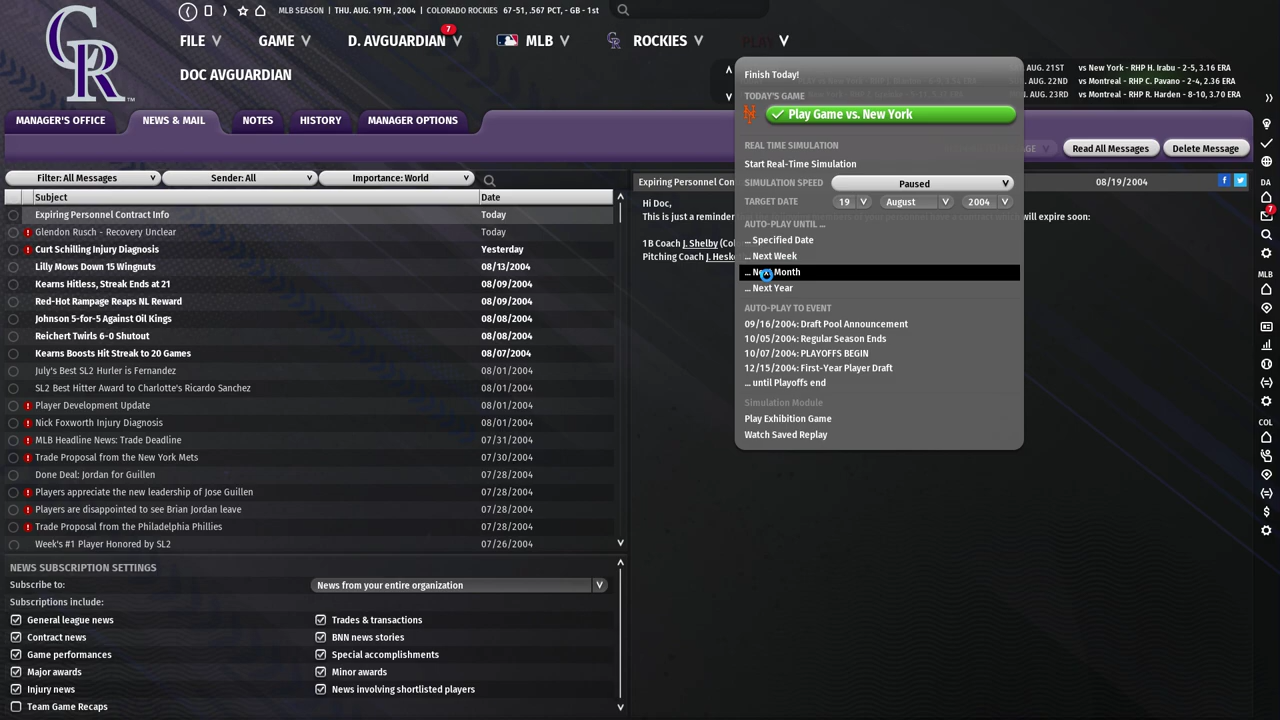 MLB SEASON | THU. AUG. 19TH , 2004 | COLORADO ROCKIES 67-51, .567 PCT, - GB - 1st
FILE GAME D. AVGUARDIAN 7 MLB ROCKIES PLAY
DOC AVGUARDIAN
MANAGER'S OFFICE NEWS & MAIL NOTES HISTORY MANAGER OPTIONS
AUG. 21ST vs New York - RHP H. Irabu - 2-5, 3.16 ERA
AUG. 22ND vs Montreal - RHP C. Pavano - 2-4, 2.36 ERA
AUG. 23RD vs Montreal - RHP R. Harden - 8-10, 3.70 ERA
Read All Messages Delete Message
Filter: All Messages Sender: All Importance: World
Subject Date
Expiring Personnel Contract Info Today
Glendon Rusch - Recovery Unclear Today
Curt Schilling Injury Diagnosis Yesterday
Lilly Mows Down 15 Wingnuts 08/13/2004
Kearns Hitless, Streak Ends at 21 08/09/2004
Red-Hot Rampage Reaps NL Reward 08/09/2004
Johnson 5-for-5 Against Oil Kings 08/08/2004
Reichert Twirls 6-0 Shutout 08/08/2004
Kearns Boosts Hit Streak to 20 Games 08/07/2004
July's Best SL2 Hurler is Fernandez 08/01/2004
SL2 Best Hitter Award to Charlotte's Ricardo Sanchez 08/01/2004
Player Development Update 08/01/2004
Nick Foxworth Injury Diagnosis 08/01/2004
MLB Headline News: Trade Deadline 07/31/2004
Trade Proposal from the New York Mets 07/30/2004
Done Deal: Jordan for Guillen 07/28/2004
Players appreciate the new leadership of Jose Guillen 07/28/2004
Players are disappointed to see Brian Jordan leave 07/28/2004
Trade Proposal from the Philadelphia Phillies 07/28/2004
Week's #1 Player Honored by SL2 07/26/2004
NEWS SUBSCRIPTION SETTINGS
Subscribe to: News from your entire organization
Subscriptions include:
General league news Trades & transactions
Contract news BNN news stories
Game performances Special accomplishments
Major awards Minor awards
Injury news News involving shortlisted players
Team Game Recaps
Expiring Personnel Con 08/19/2004
Hi Doc,
This is just a reminder which will expire soon:
1B Coach J. Shelby (Col
Pitching Coach J. Hesk
Finish Today!
TODAY'S GAME
Play Game vs. New York
REAL TIME SIMULATION
Start Real-Time Simulation
SIMULATION SPEED Paused
TARGET DATE 19 August 2004
AUTO-PLAY UNTIL ...
... Specified Date
... Next Week
... Next Month
... Next Year
AUTO-PLAY TO EVENT
09/16/2004: Draft Pool Announcement
10/05/2004: Regular Season Ends
10/07/2004: PLAYOFFS BEGIN
12/15/2004: First-Year Player Draft
... until Playoffs end
Simulation Module
Play Exhibition Game
Watch Saved Replay
DA
7
MLB
COL